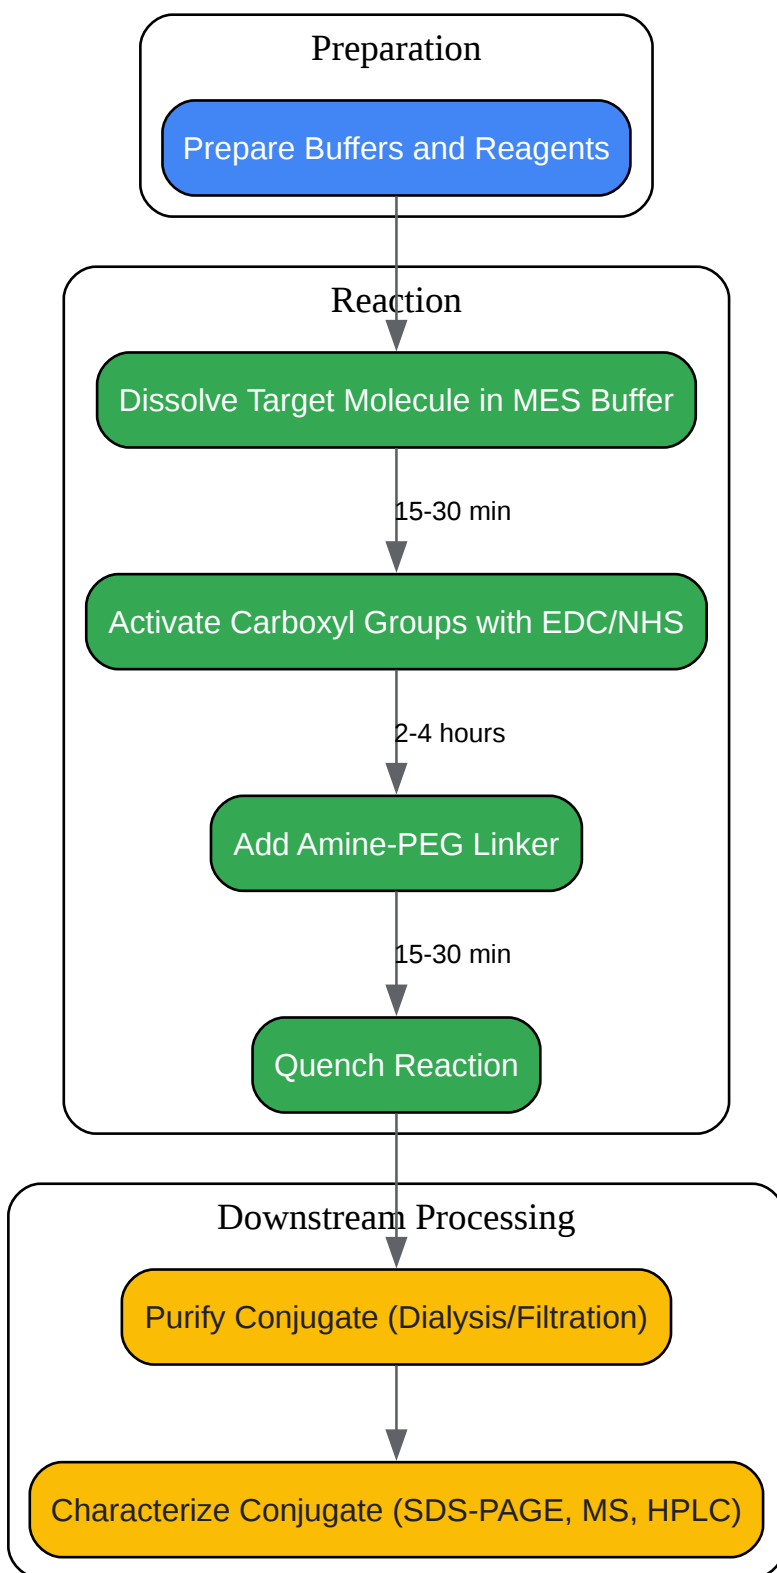 Preparation
Prepare Buffers and Reagents
Reaction
Dissolve Target Molecule in MES Buffer
15-30 min
Activate Carboxyl Groups with EDC/NHS
2-4 hours
Add Amine-PEG Linker
15-30 min
Quench Reaction
Downstream Processing
Purify Conjugate (Dialysis/Filtration)
Characterize Conjugate (SDS-PAGE, MS, HPLC)